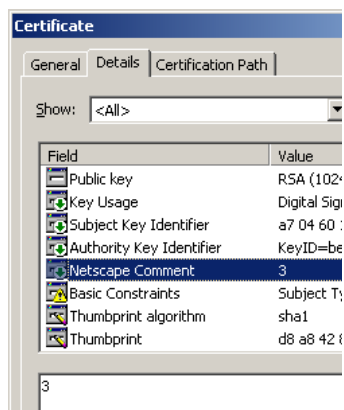 Certificate
General Details Certification Path
Show: <All>
Field Value
Public key RSA (1024
Key Usage Digital Sig
Subject Key Identifier a7 04 60
Authority Key Identifier KeyID=be
Netscape Comment 3
Basic Constraints Subject Ty
Thumbprint algorithm sha1
Thumbprint d8 a8 42 8
3